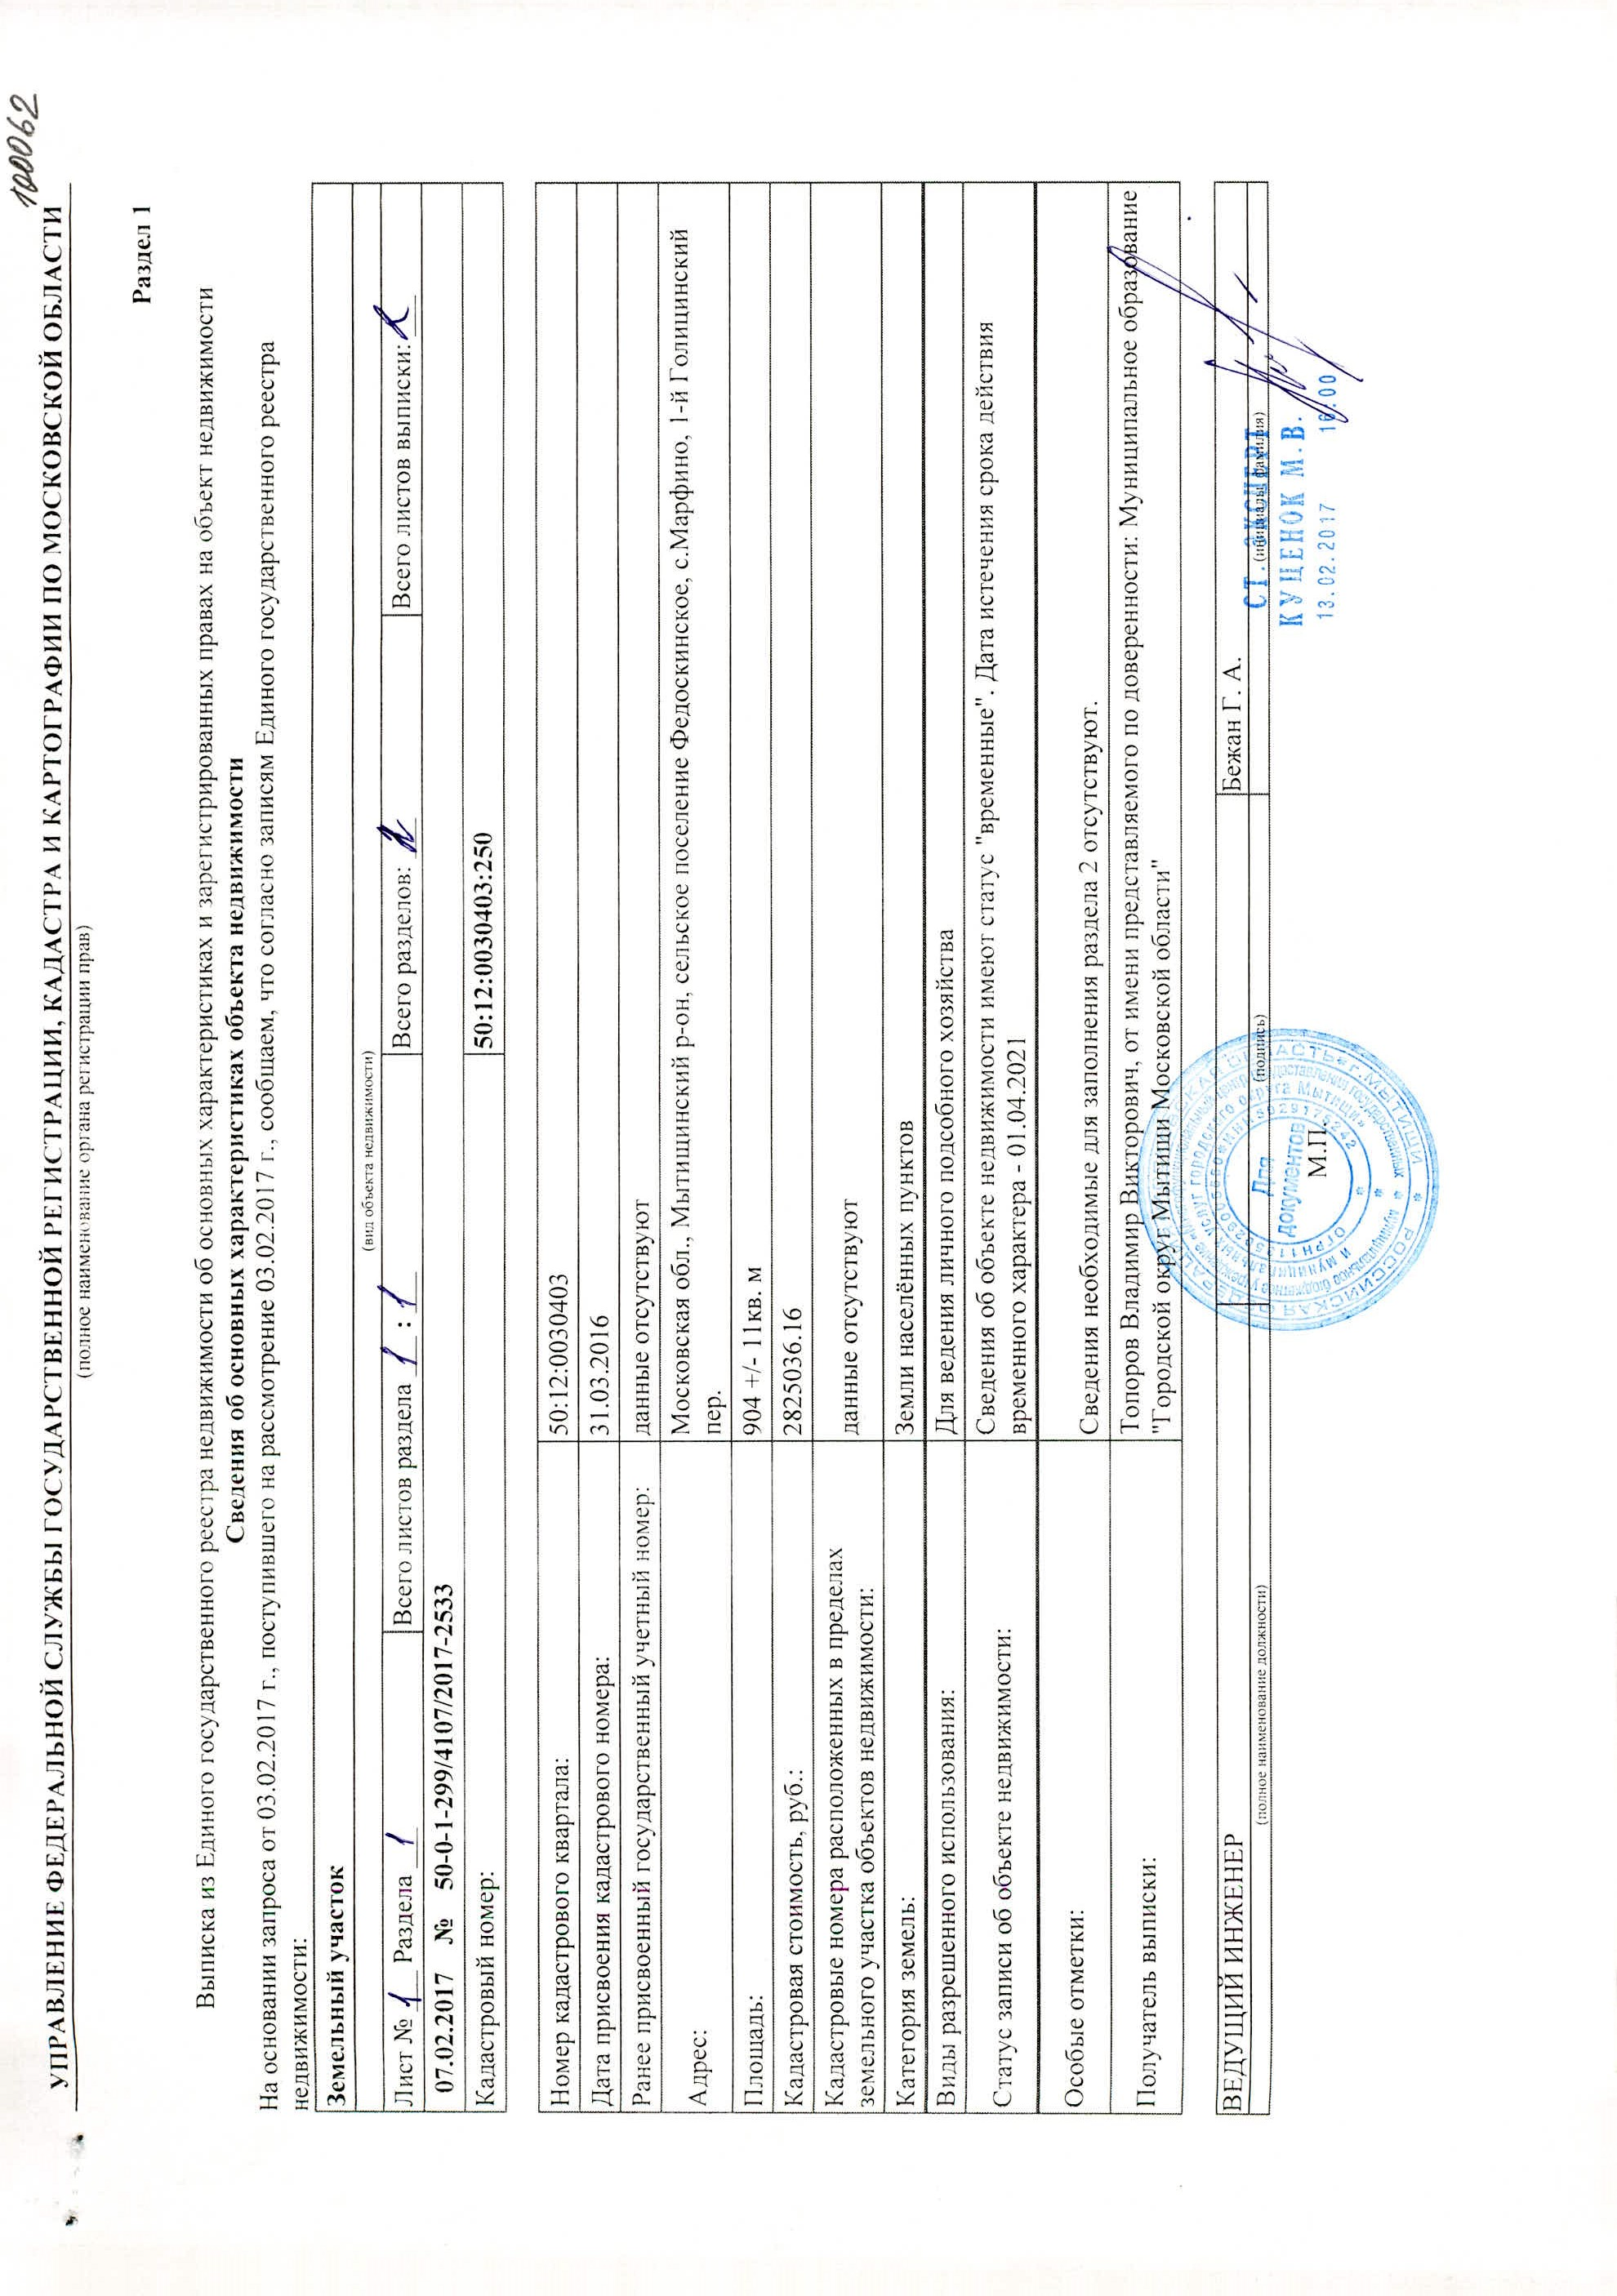 100062
УПРАВЛЕНИЕ ФЕДЕРАЛЬНОЙ СЛУЖБЫ ГОСУДАРСТВЕННОЙ РЕГИСТРАЦИИ, КАДАСТРА И КАРТОГРАФИИ ПО МОСКОВСКОЙ ОБЛАСТИ
(полное наименование органа регистрации прав)
Раздел 1
Выписка из Единого государственного реестра недвижимости об основных характеристиках и зарегистрированных правах на объект недвижимости
Сведения об основных характеристиках объекта недвижимости
На основании запроса от 03.02.2017 г., поступившего на рассмотрение 03.02.2017 г., сообщаем, что согласно записям Единого государственного реестра
недвижимости:
Земельный участок
(вид объекта недвижимости)
Лист № 1 Раздела 1 Всего листов раздела 1 : 1 Всего разделов: Всего листов выписки:
07.02.2017 № 50-0-1-299/4107/2017-2533
Кадастровый номер: 50:12:0030403:250
Номер кадастрового квартала: 50:12:0030403
Дата присвоения кадастрового номера: 31.03.2016
Ранее присвоенный государственный учетный номер: данные отсутствуют
Адрес: Московская обл., Мытищинский р-он, сельское поселение Федоскинское, с.Марфино, 1-й Голицинский
пер.
Площадь: 904 +/- 11кв. м
Кадастровая стоимость, руб.: 2825036.16
Кадастровые номера расположенных в пределах
земельного участка объектов недвижимости: данные отсутствуют
Категория земель: Земли населённых пунктов
Виды разрешенного использования: Для ведения личного подсобного хозяйства
Статус записи об объекте недвижимости: Сведения об объекте недвижимости имеют статус "временные". Дата истечения срока действия
временного характера - 01.04.2021
Особые отметки: Сведения необходимые для заполнения раздела 2 отсутствуют.
Получатель выписки: Топоров Владимир Викторович, от имени представляемого по доверенности: Муниципальное образование
"Городской округ Мытищи Московской области"
ВЕДУЩИЙ ИНЖЕНЕР Бежан Г. А.
(полное наименование должности) (подпись) (инициалы, фамилия)
М.П.
Для
документов
СТ. ЭКСПЕРТ
КУЦЕНОК М.В.
13.02.2017 16:00